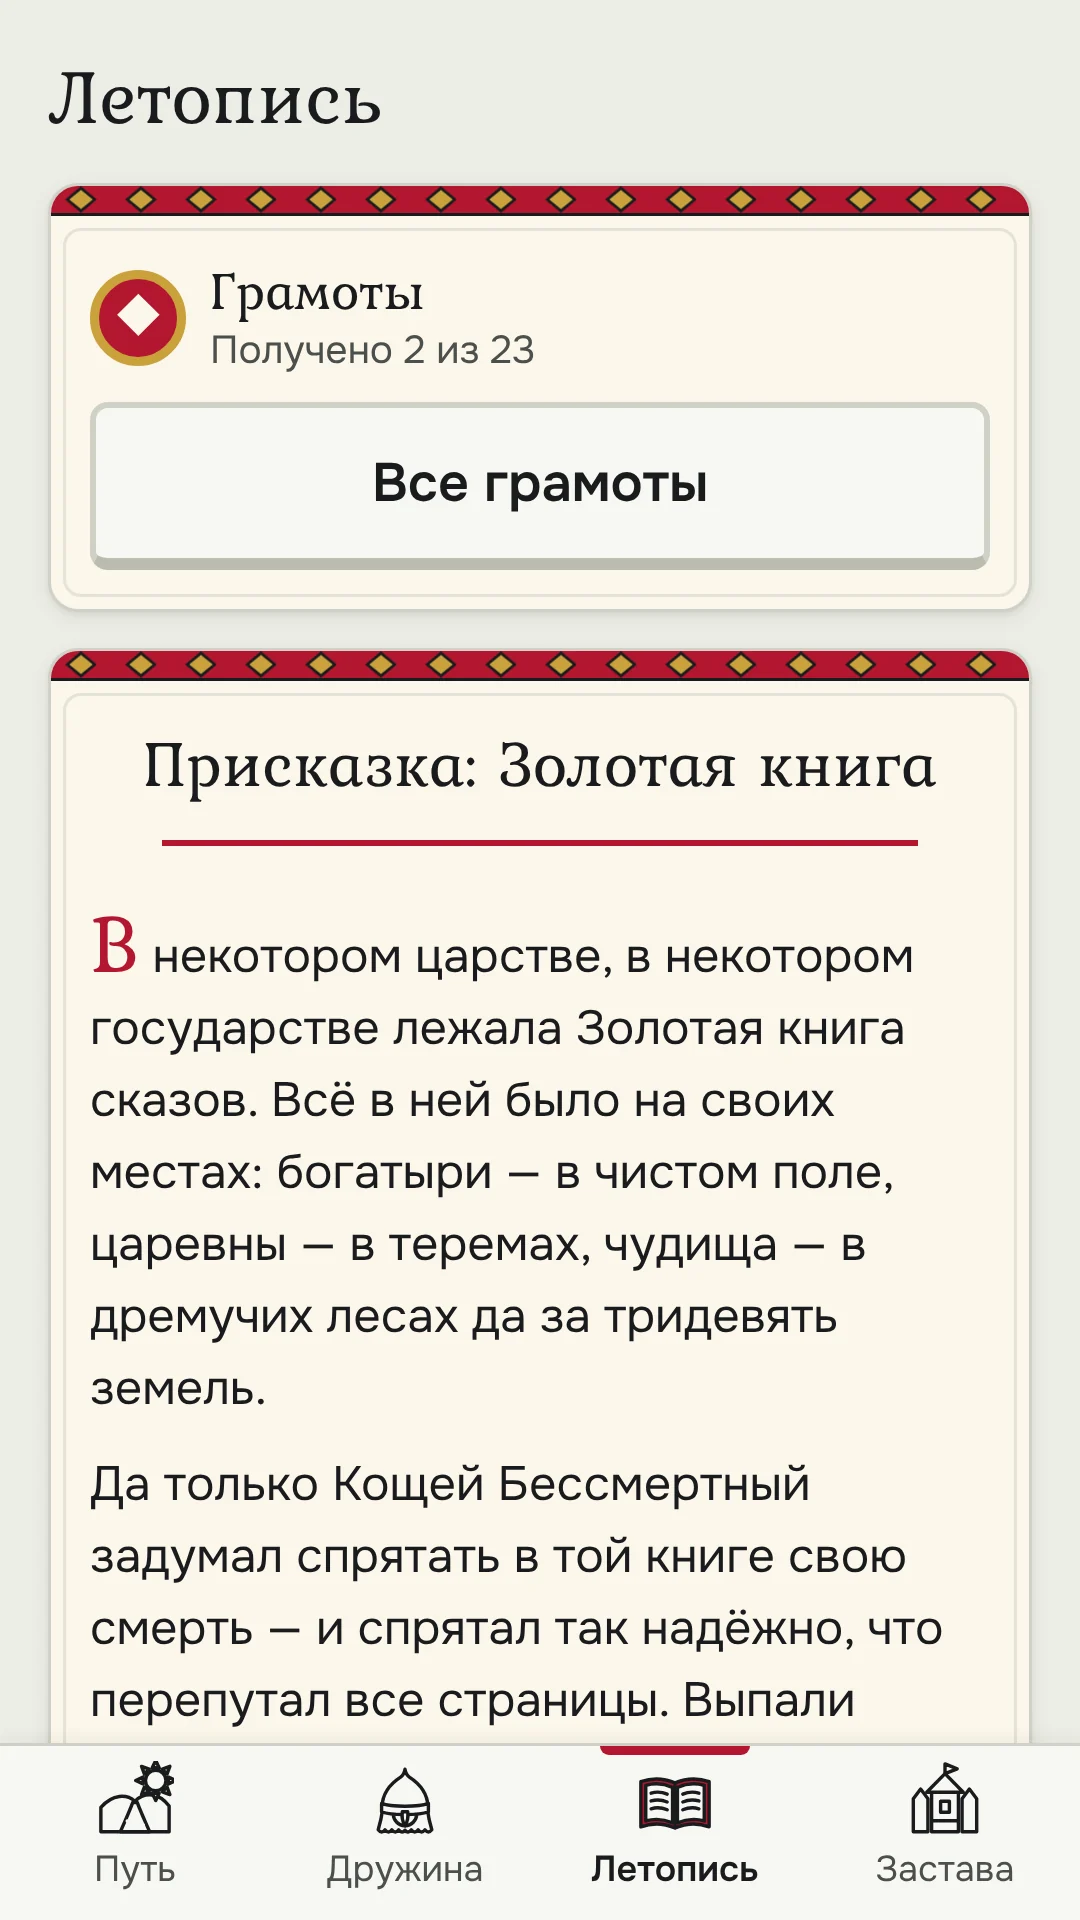 Летопись
Грамоты
Получено 2 из 23
Все грамоты
Присказка: Золотая книга
В некотором царстве, в некотором
государстве лежала Золотая книга
сказов. Всё в ней было на своих
местах: богатыри — в чистом поле,
царевны — в теремах, чудища — в
дремучих лесах да за тридевять
земель.
Да только Кощей Бессмертный
задумал спрятать в той книге свою
смерть — и спрятал так надёжно, что
перепутал все страницы. Выпали
Путь
Дружина
Летопись
Застава